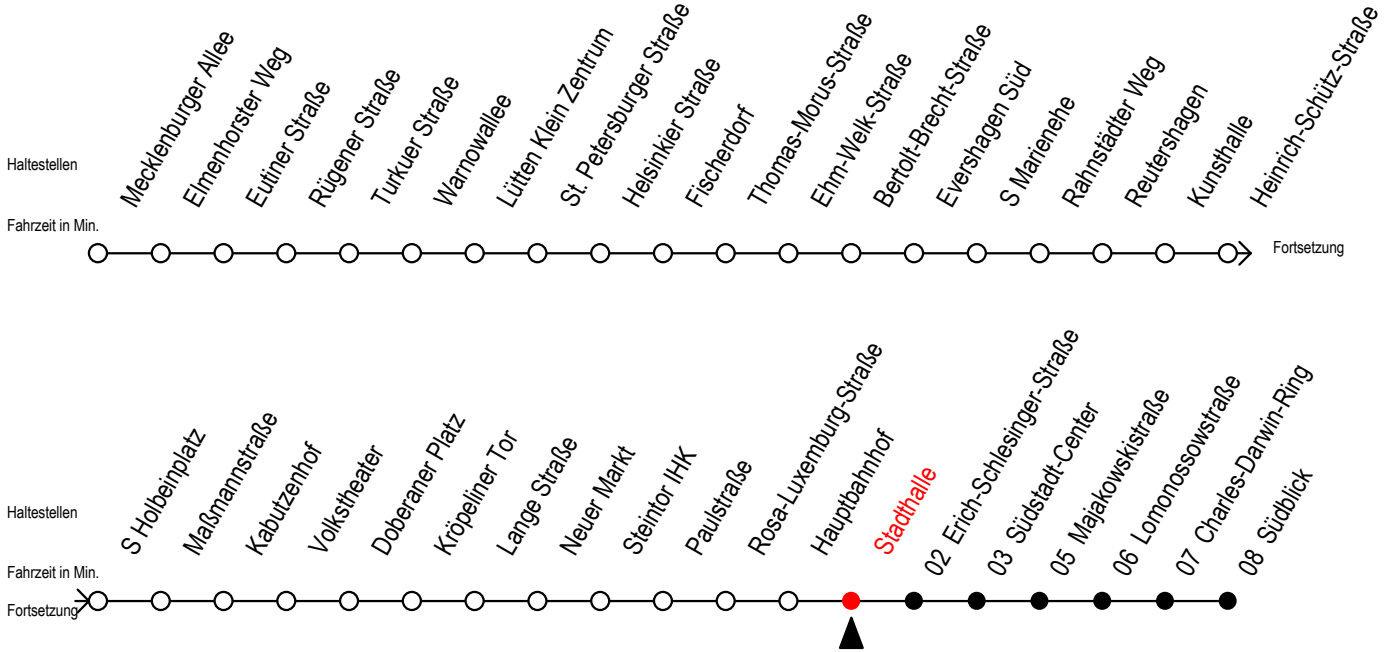 Haltestellen
Mecklenburger Allee
Elmenhorster Weg
Eutiner Straße
Rügener Straße
Turkuer Straße
Warnowallee
Lütten Klein Zentrum
St. Petersburger Straße
Helsinkier Straße
Fischerdorf
Thomas-Morus-Straße
Ehm-Welk-Straße
Bertolt-Brecht-Straße
Evershagen Süd
S Marienehe
Rahnstädter Weg
Reutershagen
Kunsthalle
Heinrich-Schütz-Straße
Fahrzeit in Min.
Fortsetzung
Haltestellen
S Holbeinplatz
Maßmannstraße
Kabutzenhof
Volkstheater
Doberaner Platz
Kröpeliner Tor
Lange Straße
Neuer Markt
Steintor IHK
Paulstraße
Rosa-Luxemburg-Straße
Hauptbahnhof
Stadthalle
02 Erich-Schlesinger-Straße
03 Südstadt-Center
05 Majakowskistraße
06 Lomonossowstraße
07 Charles-Darwin-Ring
08 Südblick
Fahrzeit in Min.
Fortsetzung